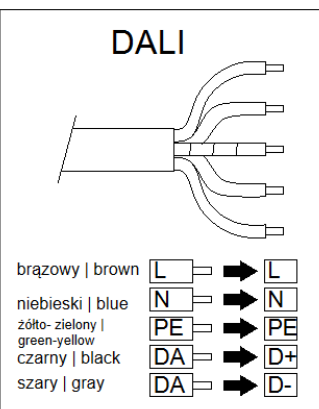 DALI
brązowy | brown L L
niebieski | blue N N
żółto- zielony |
green-yellow PE PE
czarny | black DA D+
szary | gray DA D-